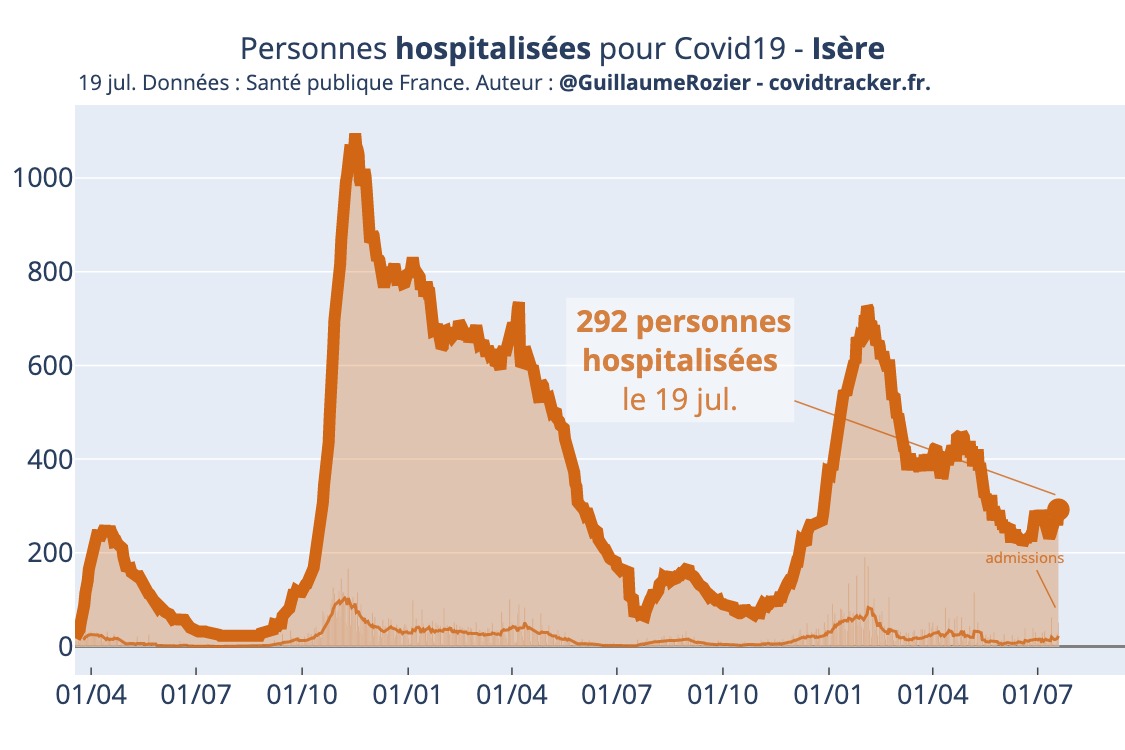 Personnes hospitalisées pour Covid19 - Isère
19 jul. Données : Santé publique France. Auteur : @GuillaumeRozier - covidtracker.fr.
1000
800
600
400
200
0
292 personnes
hospitalisées
le 19 jul.
admissions
01/04 01/07 01/10 01/01 01/04 01/07 01/10 01/01 01/04 01/07